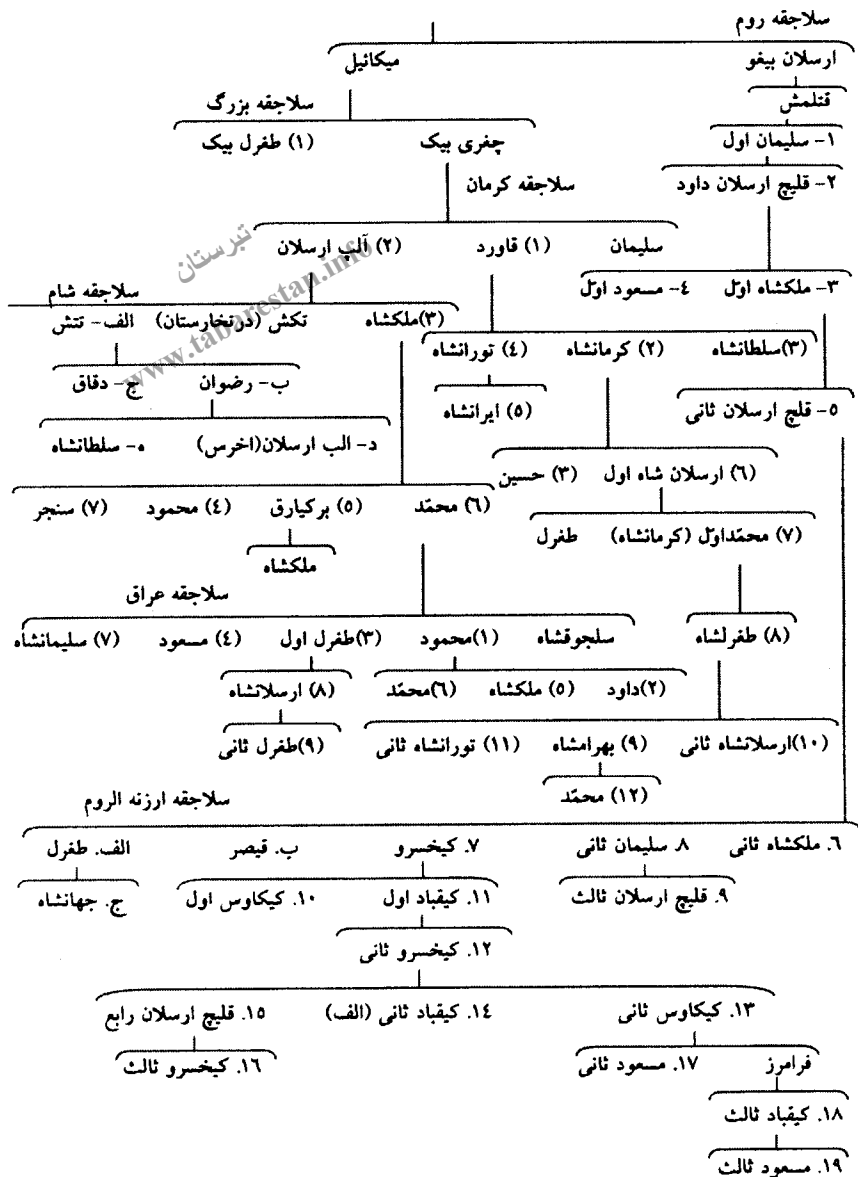 سلاجقه روم
ارسلان بیغو میکائیل
قتلمش
سلاجقه بزرگ
۱- سلیمان اول چغری بیک (۱) طغرل بیک
۲- قلیچ ارسلان داود سلاجقه کرمان
سلیمان (۱) قاورد (۲) آلپ ارسلان
تبرستان
www.tabarestan.info
۳- ملکشاه اوّل ۴- مسعود اوّل سلاجقه شام
(۳)ملکشاه تکش (درتخارستان) الف- تتش
(۳)سلطانشاه (۲) کرمانشاه (۴) تورانشاه
ب- رضوان ج- دقاق
۵- قلچ ارسلان ثانی (۵) ایرانشاه
د- الب ارسلان(اخرس) ه- سلطانشاه
(۶) ارسلان شاه اول (۳) حسین
(۶) محمّد (۵) برکیارق (۴) محمود (۷) سنجر
(۷) محمّداوّل (کرمانشاه) طغرل
ملکشاه
سلاجقه عراق
(۸) طغرلشاه سلجوقشاه (۱)محمود (۳)طغرل اول (۴) مسعود (۷) سلیمانشاه
(۲)داود (۵) ملکشاه (۶)محمّد (۸) ارسلانشاه
(۱۰)ارسلانشاه ثانی (۹) بهرامشاه (۱۱) تورانشاه ثانی (۹)طغرل ثانی
(۱۲) محمّد
سلاجقه ارزنه الروم
۶. ملکشاه ثانی ۸. سلیمان ثانی ۷. کیخسرو ب. قیصر الف. طغرل
۹. قلیچ ارسلان ثالث ۱۱. کیقباد اول ۱۰. کیکاوس اول ج. جهانشاه
۱۲. کیخسرو ثانی
۱۳. کیکاوس ثانی ۱۴. کیقباد ثانی (الف) ۱۵. قلیچ ارسلان رابع
فرامرز ۱۷. مسعود ثانی ۱۶. کیخسرو ثالث
۱۸. کیقباد ثالث
۱۹. مسعود ثالث